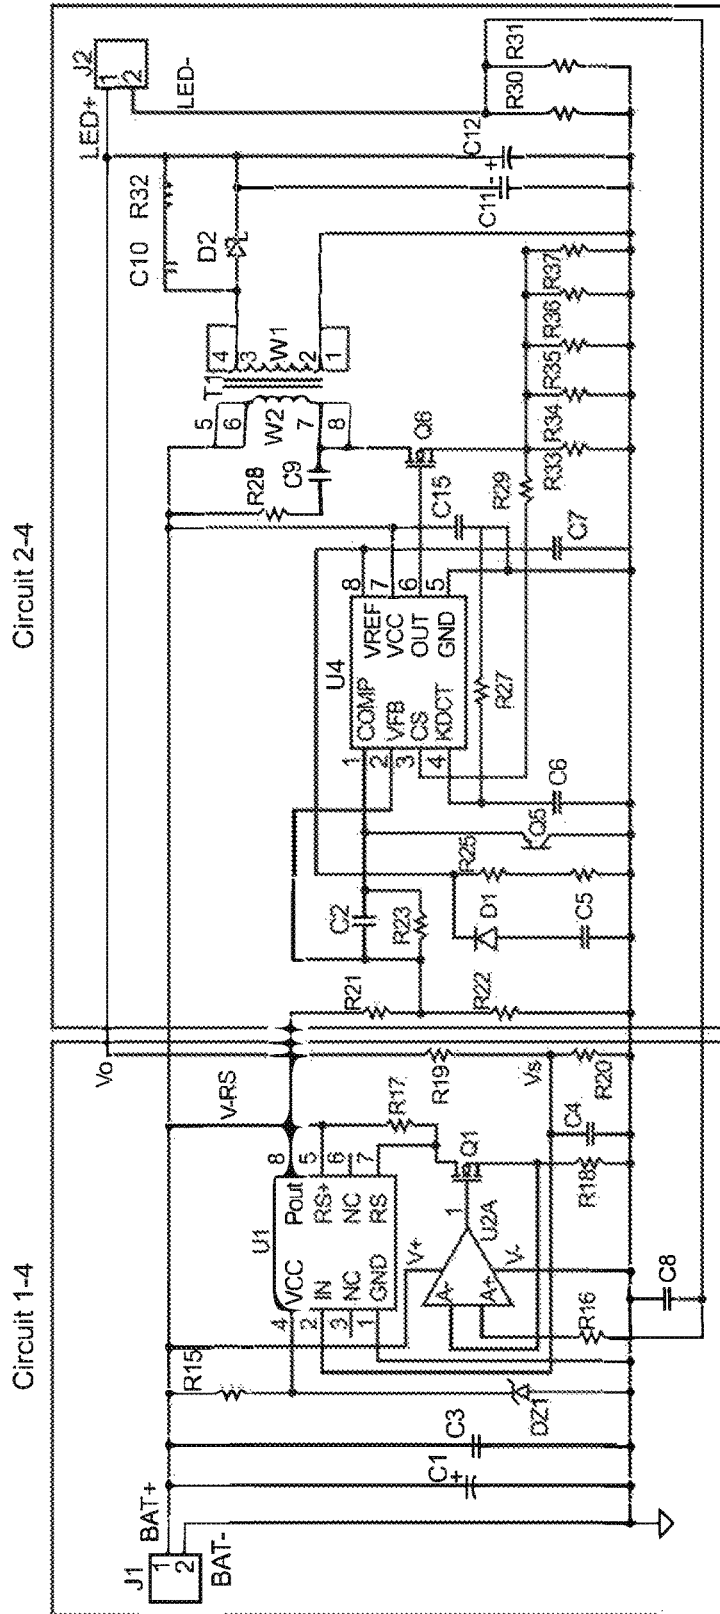 Circuit 1-4
Circuit 2-4
J1
1
2
BAT+
BAT-
C1
+
C3
R15
DZ1
U1
VCC
IN
NC
GND
4
2
3
1
Pout
RS+
NC
RS
8
5
6
7
V-RS
Vo
V+
V-
A-
A+
U2A
1
R16
C8
Q1
R17
R18
C4
R19
Vs
R20
R21
R22
C2
R23
D1
C5
R25
Q5
C6
U4
COMP
VFB
CS
KDCT
1
2
3
4
VREF
VCC
OUT
GND
8
7
6
5
R27
C15
C7
R28
C9
R29
Q6
T1
W2
W1
5
6
7
8
4
3
2
1
R33
R34
R35
R36
R37
C10
R32
D2
C11
C12
-
+
LED+
LED-
J2
1
2
R30
R31